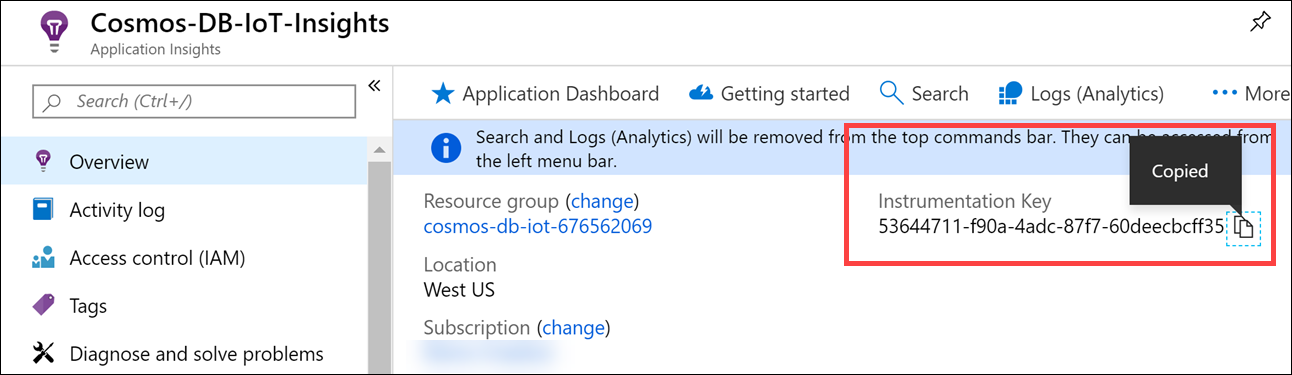 Cosmos-DB-IoT-Insights
Application Insights
Search (Ctrl+/)
Overview
Activity log
Access control (IAM)
Tags
Diagnose and solve problems
Application Dashboard
Getting started
Search
Logs (Analytics)
More
Search and Logs (Analytics) will be removed from the top commands bar. They can be accessed from
the left menu bar.
Copied
Resource group (change)
cosmos-db-iot-676562069
Location
West US
Subscription (change)
Instrumentation Key
53644711-f90a-4adc-87f7-60deecbcff35